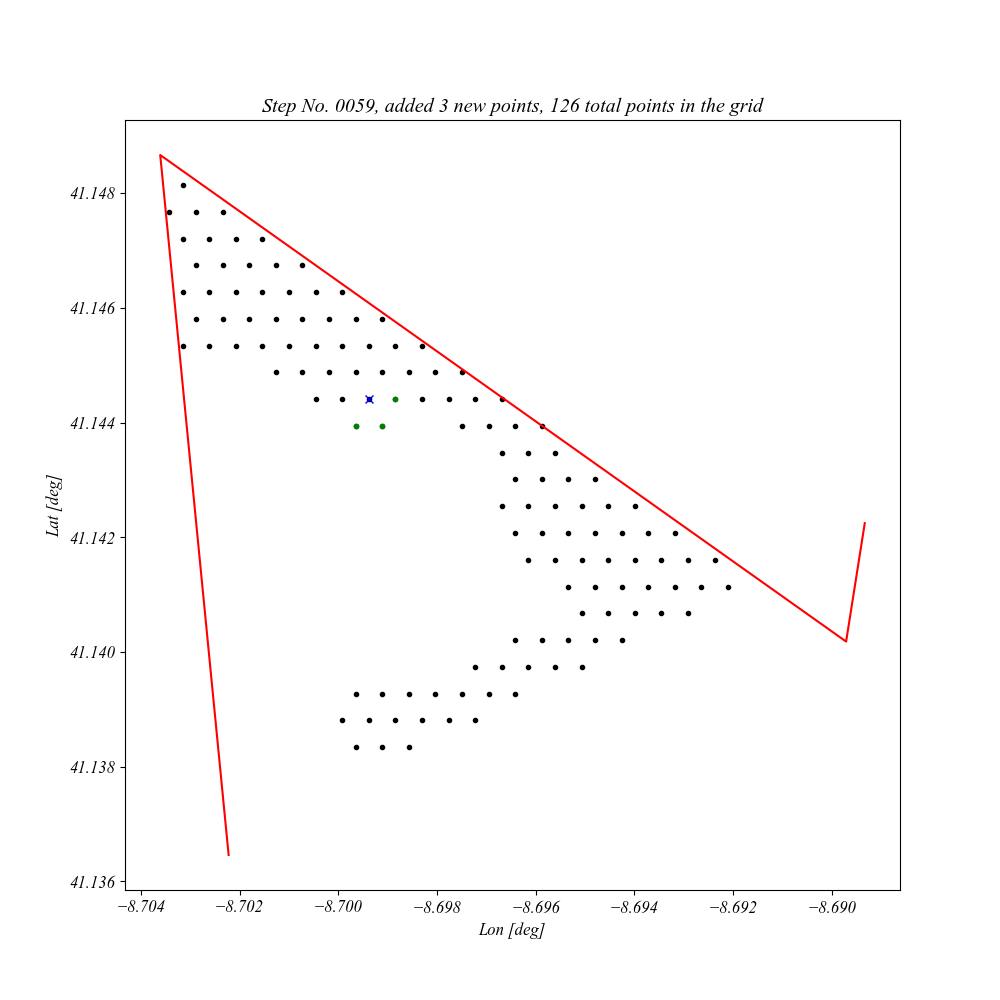 Step No. 0059, added 3 new points, 126 total points in the grid
41.148
41.146
41.144
41.142
41.140
41.138
41.136
Lat [deg]
−8.704 −8.702 −8.700 −8.698 −8.696 −8.694 −8.692 −8.690
Lon [deg]